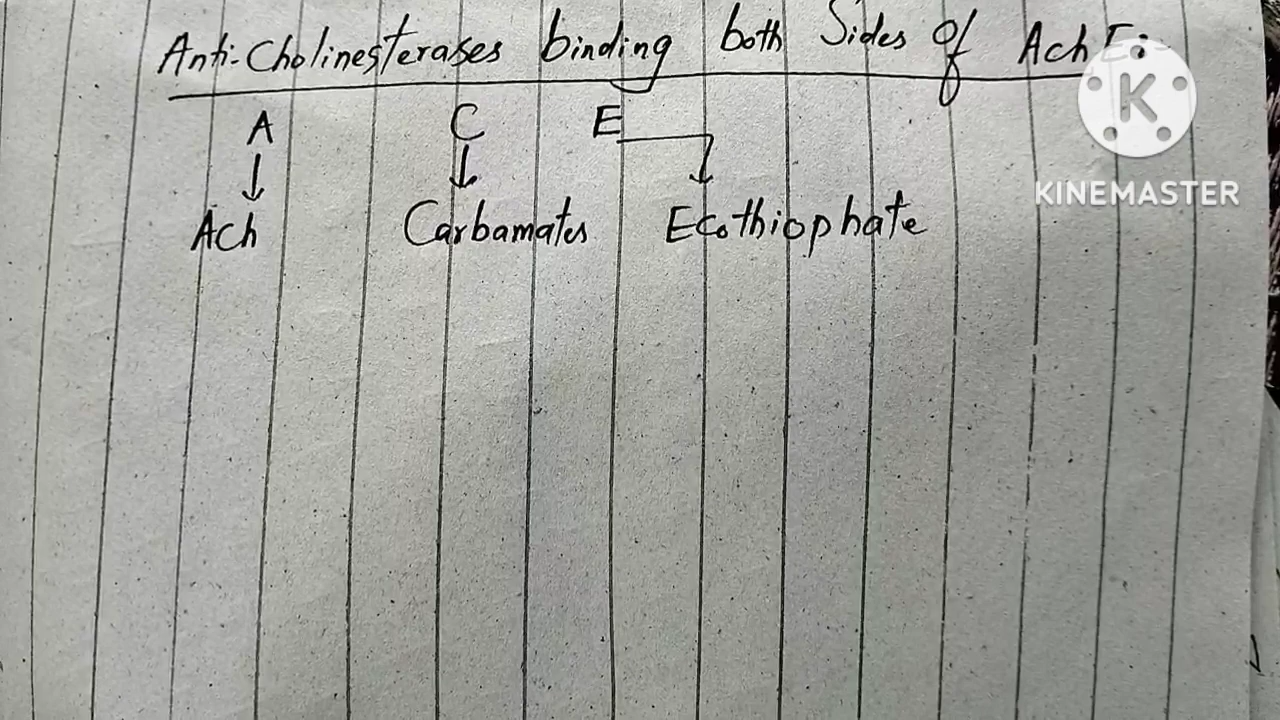 Anti-Cholinesterases binding both Sides Of AchE:
A C E
Ach Carbamates Ecothiophate
K
KINEMASTER